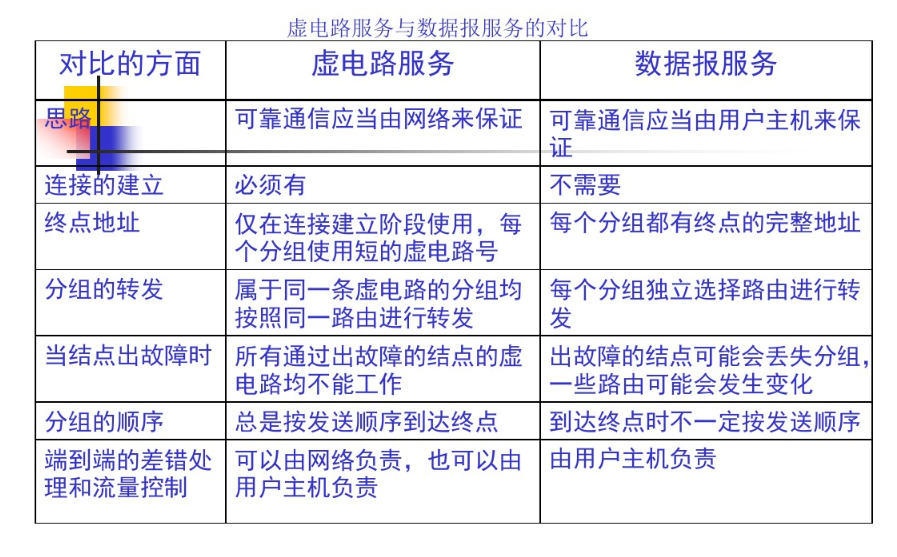 虚电路服务与数据报服务的对比
对比的方面
虚电路服务
数据报服务
思路
可靠通信应当由网络来保证
可靠通信应当由用户主机来保
证
连接的建立
必须有
不需要
终点地址
仅在连接建立阶段使用，每
个分组使用短的虚电路号
每个分组都有终点的完整地址
分组的转发
属于同一条虚电路的分组均
按照同一路由进行转发
每个分组独立选择路由进行转
发
当结点出故障时
所有通过出故障的结点的虚
电路均不能工作
出故障的结点可能会丢失分组，
一些路由可能会发生变化
分组的顺序
总是按发送顺序到达终点
到达终点时不一定按发送顺序
端到端的差错处
理和流量控制
可以由网络负责，也可以由
用户主机负责
由用户主机负责